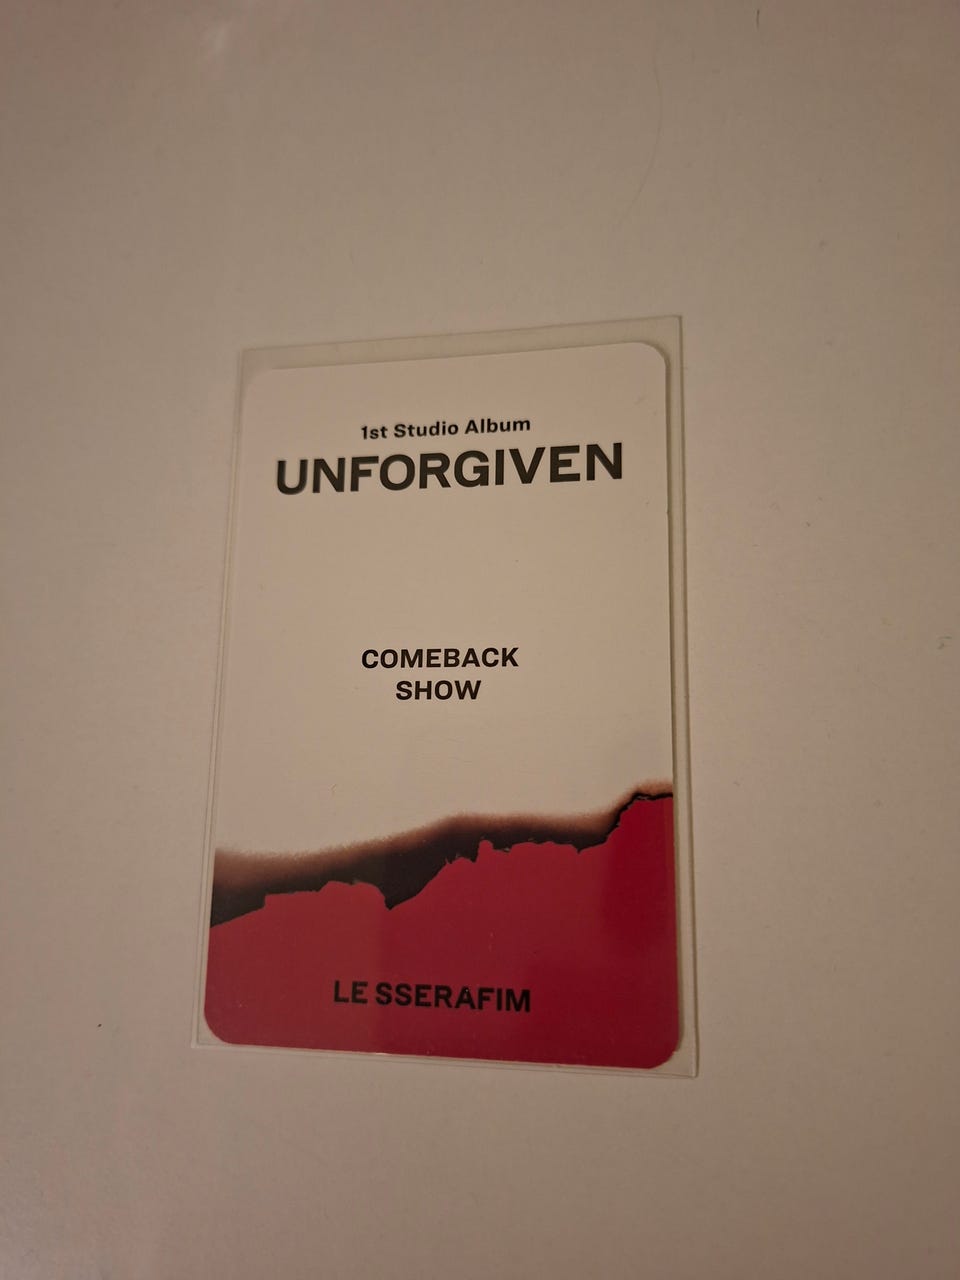 1st Studio Album
UNFORGIVEN
COMEBACK
SHOW
LE SSERAFIM